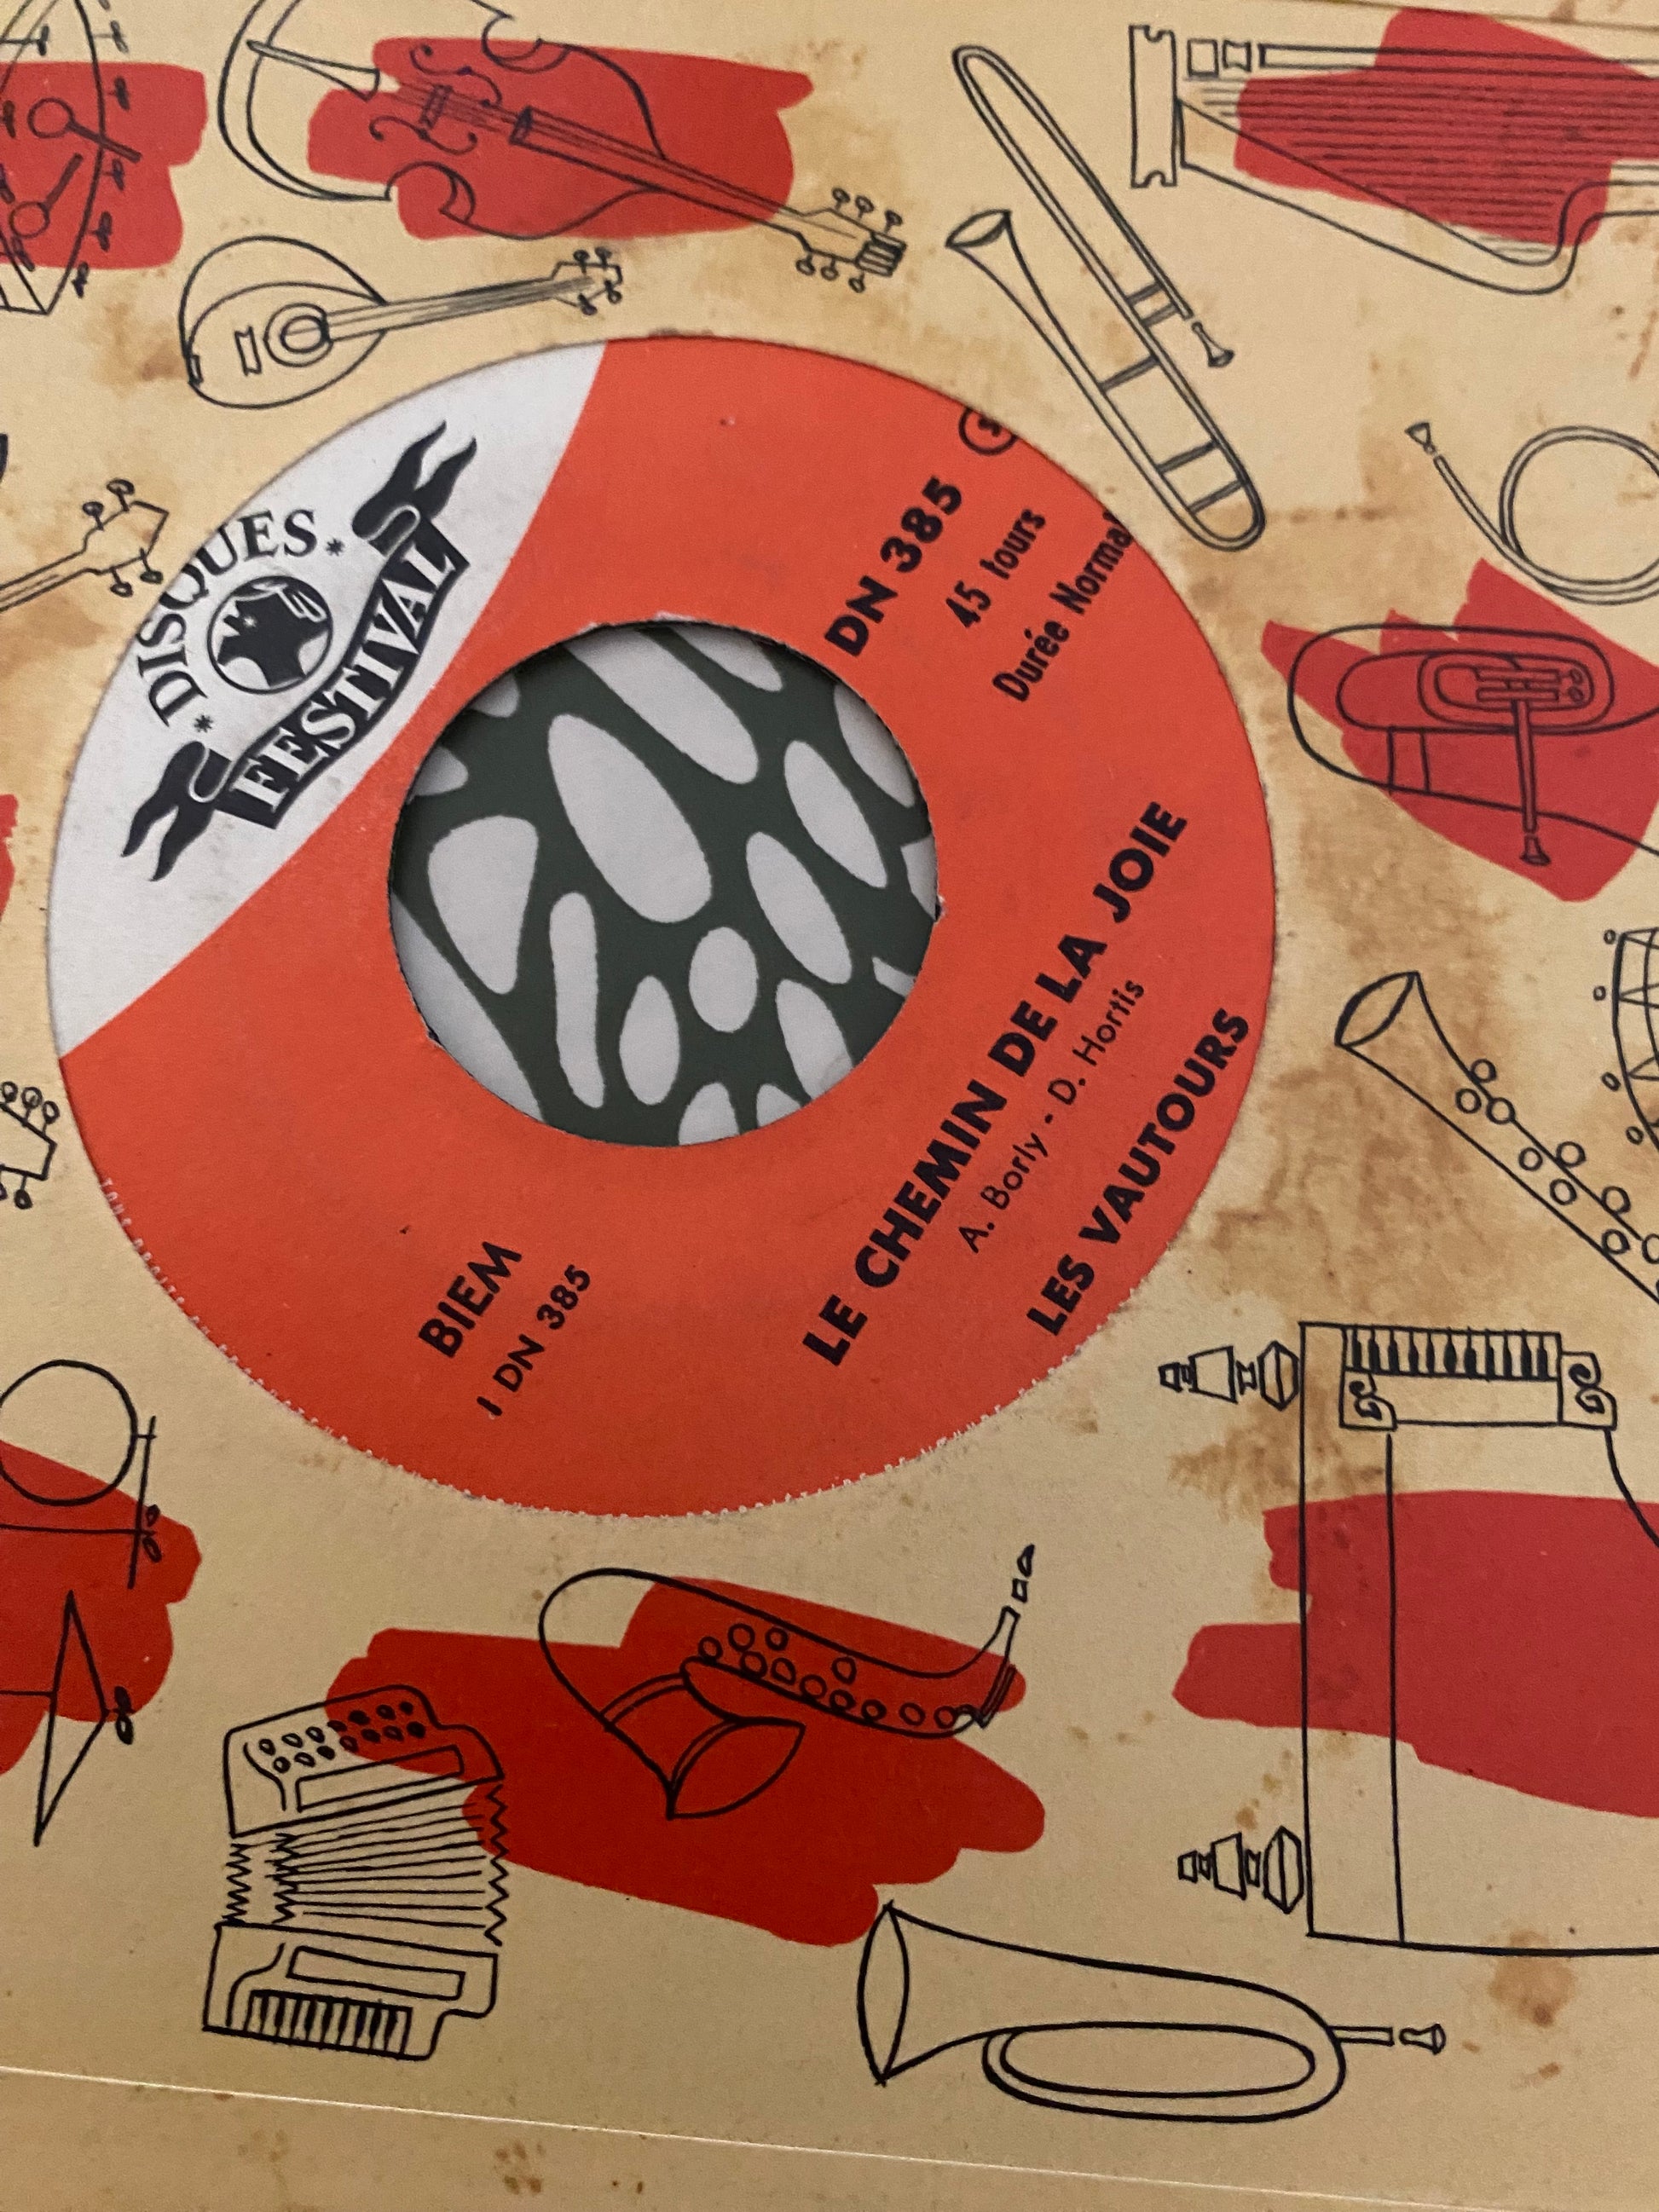 DISQUES
FESTIVAL
DN 385
45 tours
Durée Normal
BIEM
1 DN 385
LE CHEMIN DE LA JOIE
A. Borly - D. Hortis
LES VAUTOURS